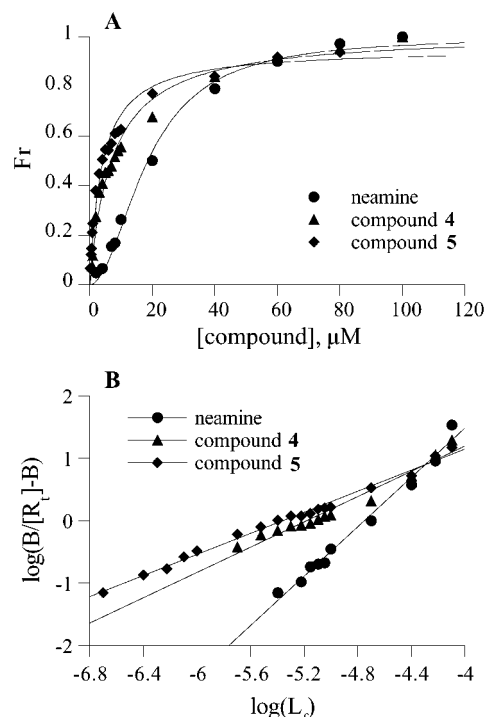 A
1
0.8
0.6
0.4
0.2
0
Fr
neamine
compound 4
compound 5
0 20 40 60 80 100 120
[compound], μM
B
2
1
0
-1
-2
log(B/[Rt]-B)
neamine
compound 4
compound 5
-6.8 -6.4 -6 -5.6 -5.2 -4.8 -4.4 -4
log(Lf)